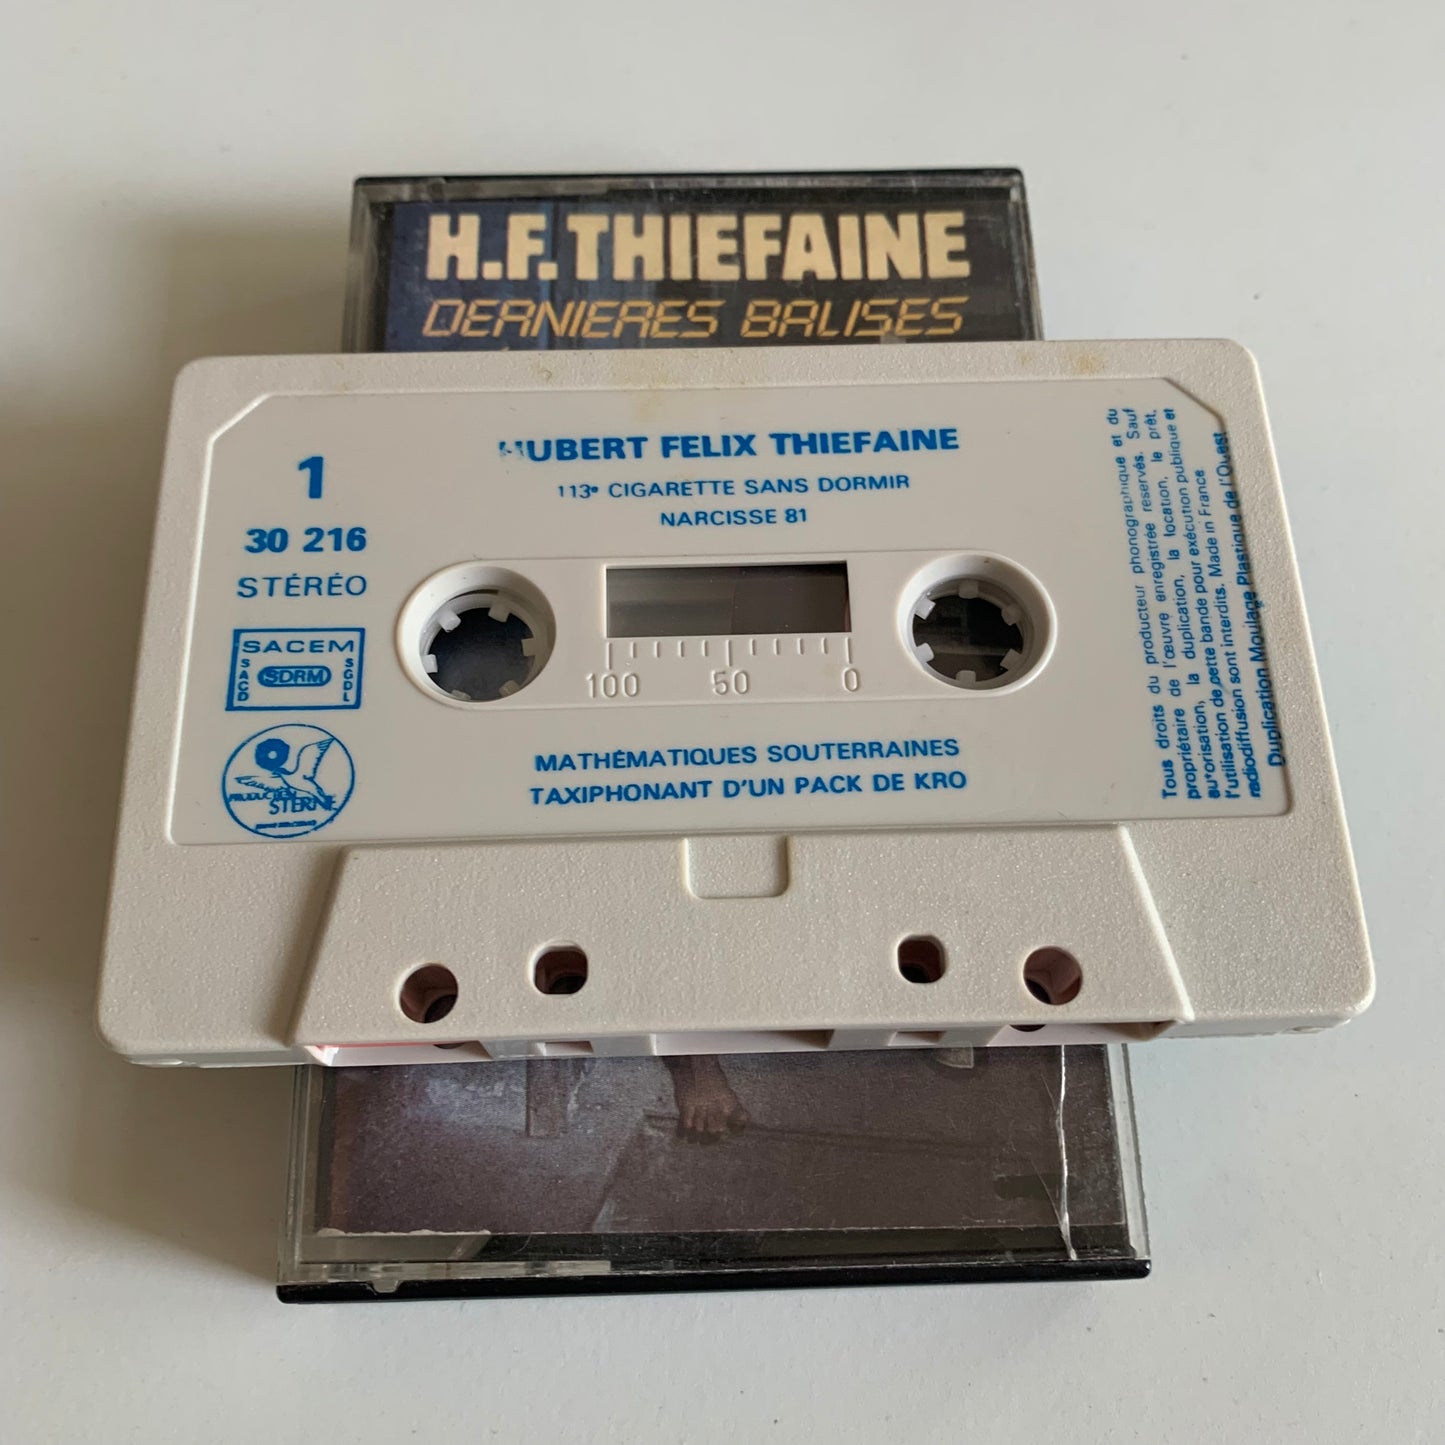 H.F. THIEFAINE
DERNIERES BALISES
HUBERT FELIX THIEFAINE
113e CIGARETTE SANS DORMIR
NARCISSE 81
1
30 216
STÉRÉO
SACEM
SACD
SDRM
SGDL
PRODUCTION
STERNE
100 50 0
MATHÉMATIQUES SOUTERRAINES
TAXIPHONANT D'UN PACK DE KRO
Tous droits du producteur phonographique et du
propriétaire de l'œuvre enregistrée reservés. Sauf
autorisation, la duplication, la location, le prêt,
l'utilisation de cette bande pour exécution publique et
radiodiffusion sont interdits. Made in France
Duplication Moulage Plastique de l'Ouest